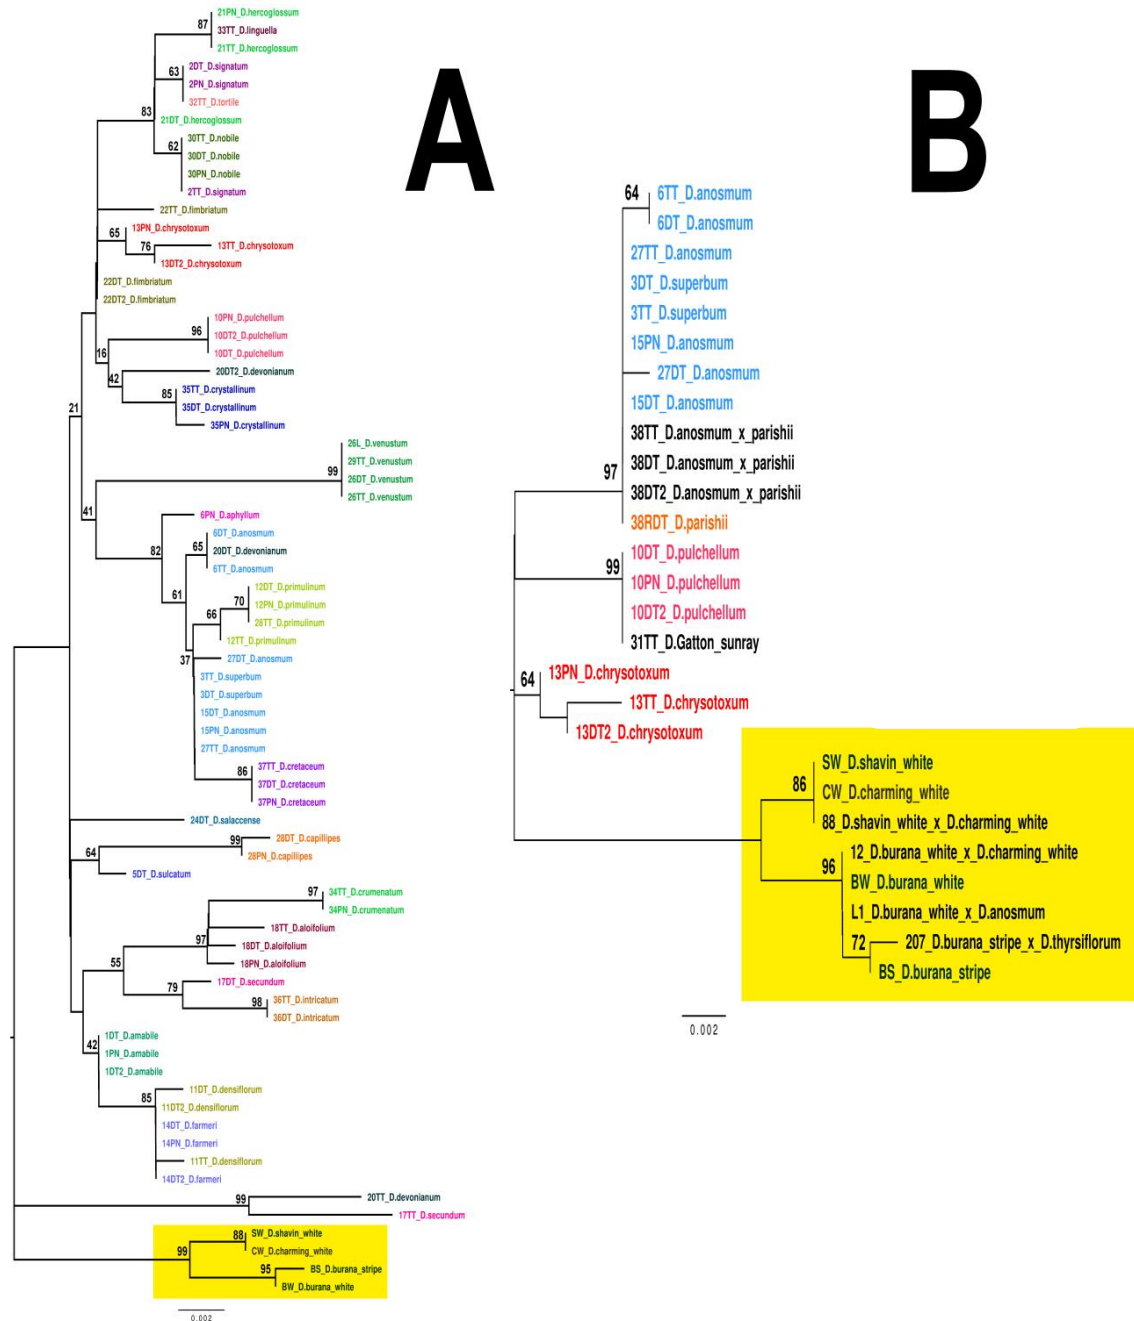 A
21PN_D.hercoglossum
87
33TT_D.linguella
21TT_D.hercoglossum
2DT_D.signatum
63
2PN_D.signatum
32TT_D.tortile
83
21DT_D.hercoglossum
30TT_D.nobile
62
30DT_D.nobile
30PN_D.nobile
2TT_D.signatum
22TT_D.fimbriatum
13PN_D.chrysotoxum
65
76
13TT_D.chrysotoxum
13DT2_D.chrysotoxum
22DT_D.fimbriatum
22DT2_D.fimbriatum
10PN_D.pulchellum
96
10DT2_D.pulchellum
16
10DT_D.pulchellum
20DT2_D.devonianum
42
35TT_D.crystallinum
85
35DT_D.crystallinum
21
35PN_D.crystallinum
26L_D.venustum
29TT_D.venustum
99
26DT_D.venustum
26TT_D.venustum
41
6PN_D.aphyllum
6DT_D.anosmum
82
65
20DT_D.devonianum
6TT_D.anosmum
12DT_D.primulinum
61
70
12PN_D.primulinum
66
28TT_D.primulinum
12TT_D.primulinum
37
27DT_D.anosmum
3TT_D.superbum
3DT_D.superbum
15DT_D.anosmum
15PN_D.anosmum
27TT_D.anosmum
37TT_D.cretaceum
86
37DT_D.cretaceum
37PN_D.cretaceum
24DT_D.salaccense
99
28DT_D.capillipes
28PN_D.capillipes
64
5DT_D.sulcatum
97
34TT_D.crumenatum
34PN_D.crumenatum
18TT_D.aloifolium
97
18DT_D.aloifolium
18PN_D.aloifolium
55
17DT_D.secundum
79
98
36TT_D.intricatum
36DT_D.intricatum
1DT_D.amabile
42
1PN_D.amabile
1DT2_D.amabile
11DT_D.densiflorum
85
11DT2_D.densiflorum
14DT_D.farmeri
14PN_D.farmeri
11TT_D.densiflorum
14DT2_D.farmeri
99
20TT_D.devonianum
17TT_D.secundum
88
SW_D.shavin_white
99
CW_D.charming_white
95
BS_D.burana_stripe
BW_D.burana_white
0.002
B
64
6TT_D.anosmum
6DT_D.anosmum
27TT_D.anosmum
3DT_D.superbum
3TT_D.superbum
15PN_D.anosmum
27DT_D.anosmum
15DT_D.anosmum
38TT_D.anosmum_x_parishii
38DT_D.anosmum_x_parishii
97
38DT2_D.anosmum_x_parishii
38RDT_D.parishii
10DT_D.pulchellum
99
10PN_D.pulchellum
10DT2_D.pulchellum
31TT_D.Gatton_sunray
64
13PN_D.chrysotoxum
13TT_D.chrysotoxum
13DT2_D.chrysotoxum
SW_D.shavin_white
86
CW_D.charming_white
88_D.shavin_white_x_D.charming_white
12_D.burana_white_x_D.charming_white
96
BW_D.burana_white
L1_D.burana_white_x_D.anosmum
72
207_D.burana_stripe_x_D.thyrsiflorum
BS_D.burana_stripe
0.002